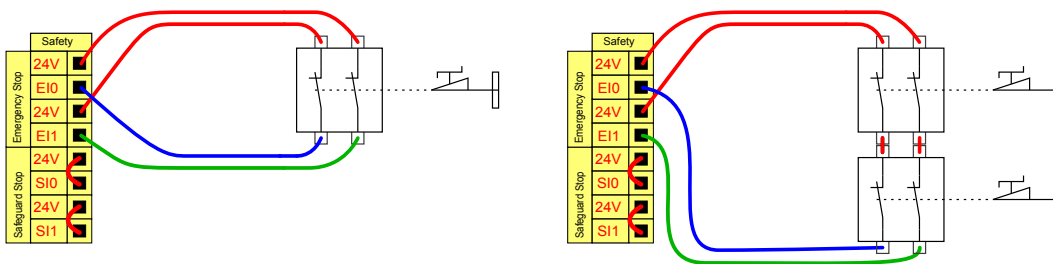 Safety
Emergency Stop
24V
EI0
24V
EI1
Safeguard Stop
24V
SI0
24V
SI1
Safety
Emergency Stop
24V
EI0
24V
EI1
Safeguard Stop
24V
SI0
24V
SI1